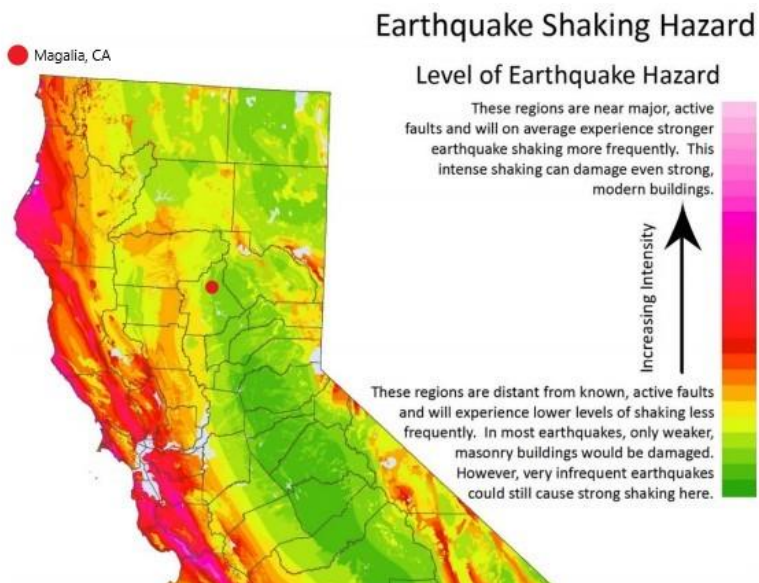 Earthquake Shaking Hazard
Magalia, CA
Level of Earthquake Hazard
These regions are near major, active
faults and will on average experience stronger
earthquake shaking more frequently. This
intense shaking can damage even strong,
modern buildings.
Increasing Intensity
These regions are distant from known, active faults
and will experience lower levels of shaking less
frequently. In most earthquakes, only weaker,
masonry buildings would be damaged.
However, very infrequent earthquakes
could still cause strong shaking here.